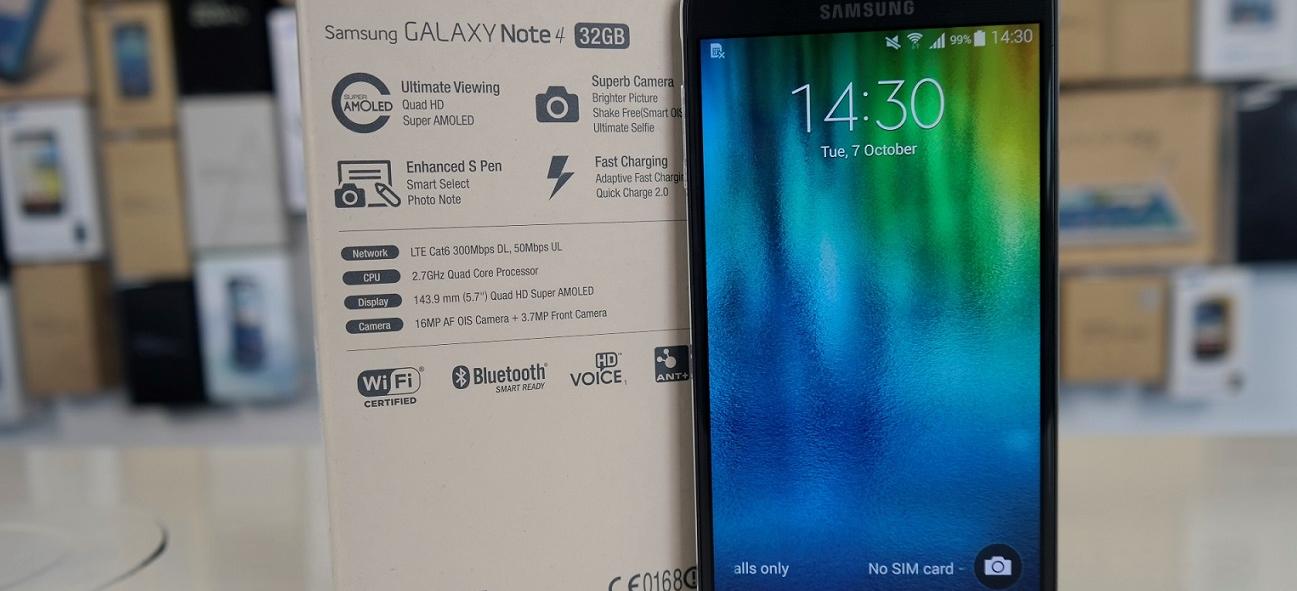 Samsung GALAXY Note 4 32GB
SUPER AMOLED
Ultimate Viewing
Quad HD
Super AMOLED
Superb Camera
Brighter Picture
Shake Free(Smart OIS
Ultimate Selfie
Enhanced S Pen
Smart Select
Photo Note
Fast Charging
Adaptive Fast Chargin
Quick Charge 2.0
Network LTE Cat6 300Mbps DL, 50Mbps UL
CPU 2.7GHz Quad Core Processor
Display 143.9 mm (5.7") Quad HD Super AMOLED
Camera 16MP AF OIS Camera + 3.7MP Front Camera
Wi Fi® CERTIFIED
Bluetooth® SMART READY
HD™ VOICE
ANT+
CE0168
SAMSUNG
99% 14:30
14:30
Tue, 7 October
alls only No SIM card -